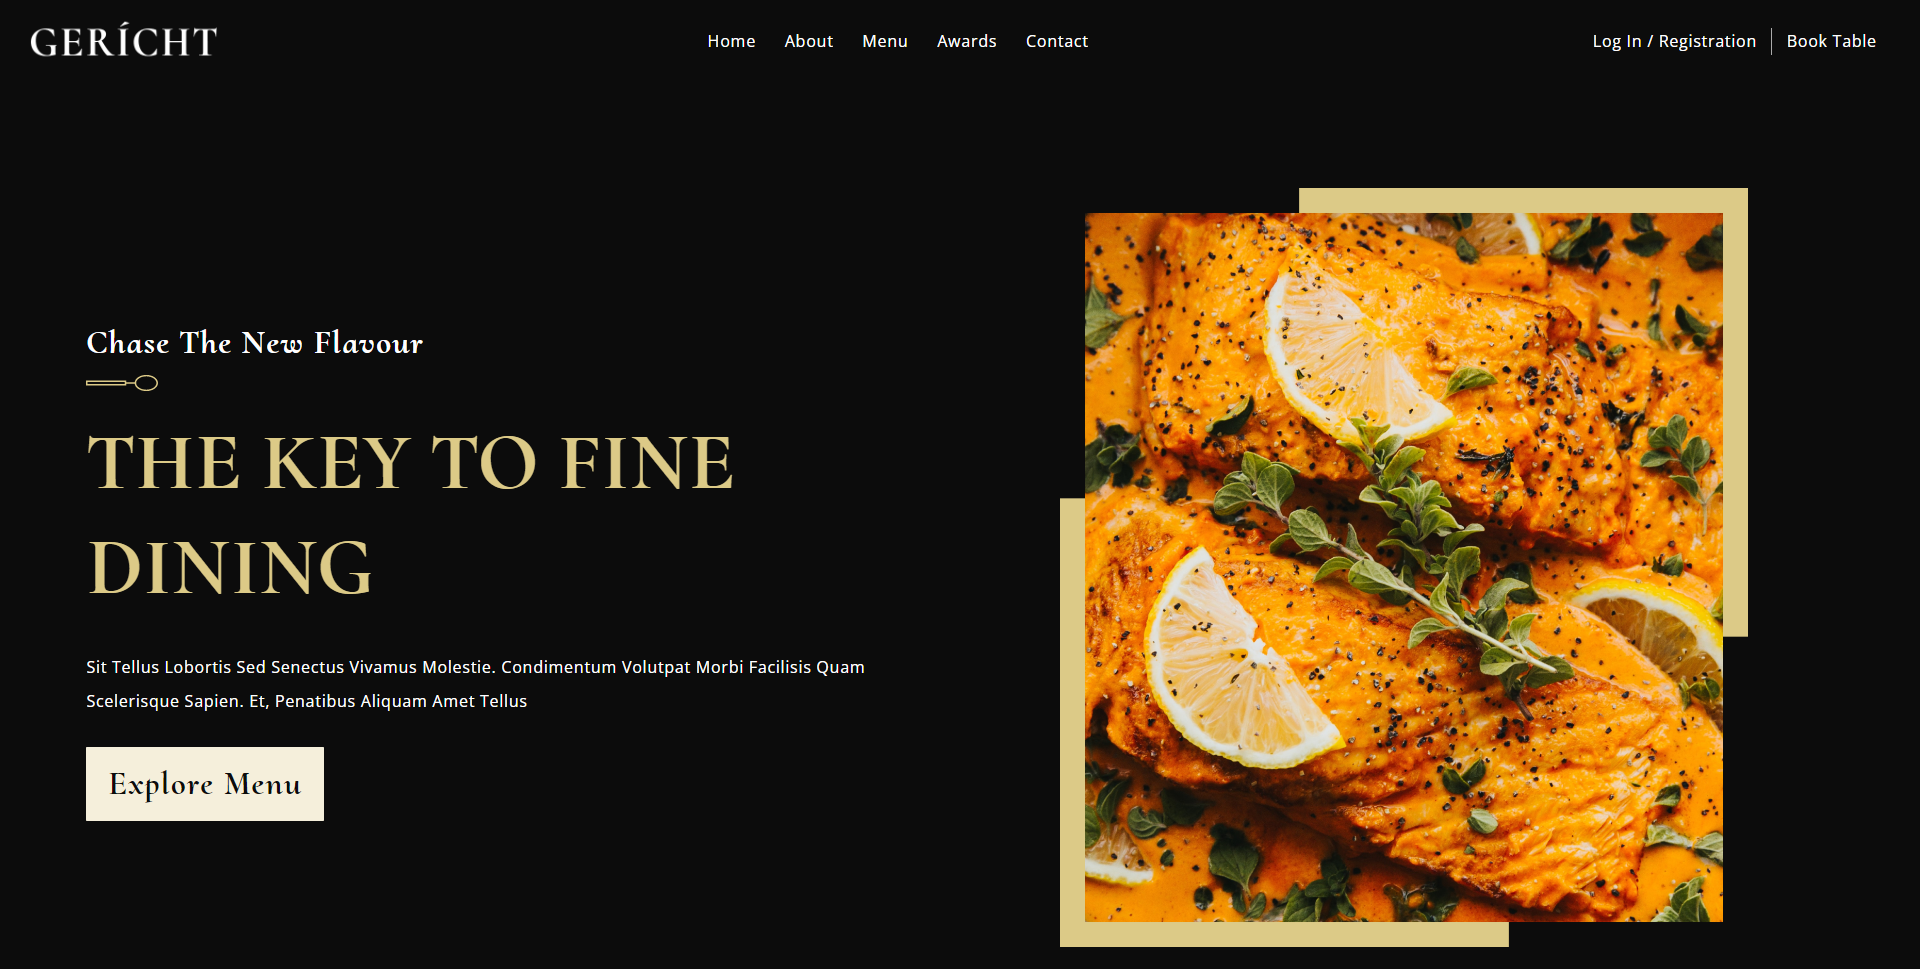 GERÍCHT
Home About Menu Awards Contact
Log In / Registration Book Table
Chase The New Flavour
THE KEY TO FINE
DINING
Sit Tellus Lobortis Sed Senectus Vivamus Molestie. Condimentum Volutpat Morbi Facilisis Quam
Scelerisque Sapien. Et, Penatibus Aliquam Amet Tellus
Explore Menu